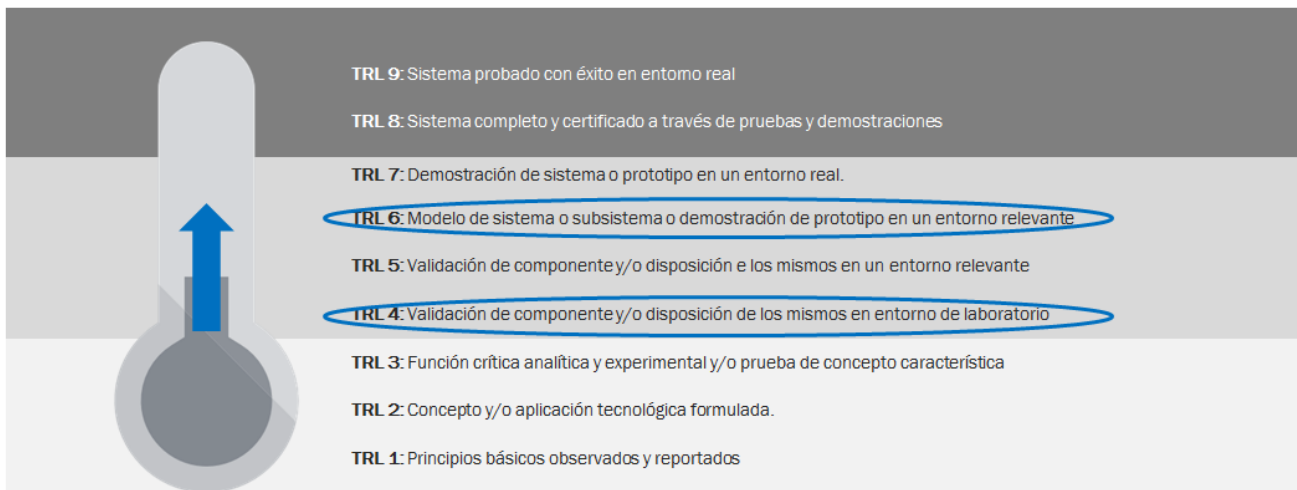 TRL 9: Sistema probado con éxito en entorno real
TRL 8: Sistema completo y certificado a través de pruebas y demostraciones
TRL 7: Demostración de sistema o prototipo en un entorno real.
TRL 6: Modelo de sistema o subsistema o demostración de prototipo en un entorno relevante
TRL 5: Validación de componente y/o disposición e los mismos en un entorno relevante
TRL 4: Validación de componente y/o disposición de los mismos en entorno de laboratorio
TRL 3: Función crítica analítica y experimental y/o prueba de concepto característica
TRL 2: Concepto y/o aplicación tecnológica formulada.
TRL 1: Principios básicos observados y reportados